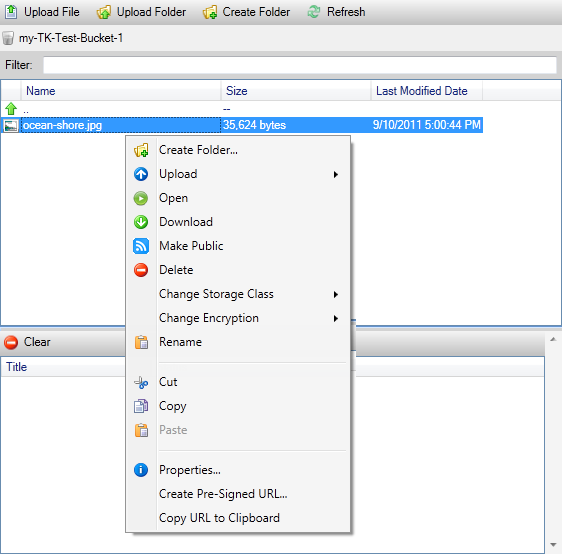 Upload File Upload Folder Create Folder Refresh
my-TK-Test-Bucket-1
Filter:
Name Size Last Modified Date
.. --
ocean-shore.jpg 35,624 bytes 9/10/2011 5:00:44 PM
Create Folder...
Upload
Open
Download
Make Public
Delete
Change Storage Class
Change Encryption
Rename
Cut
Copy
Paste
Properties...
Create Pre-Signed URL...
Copy URL to Clipboard
Clear
Title